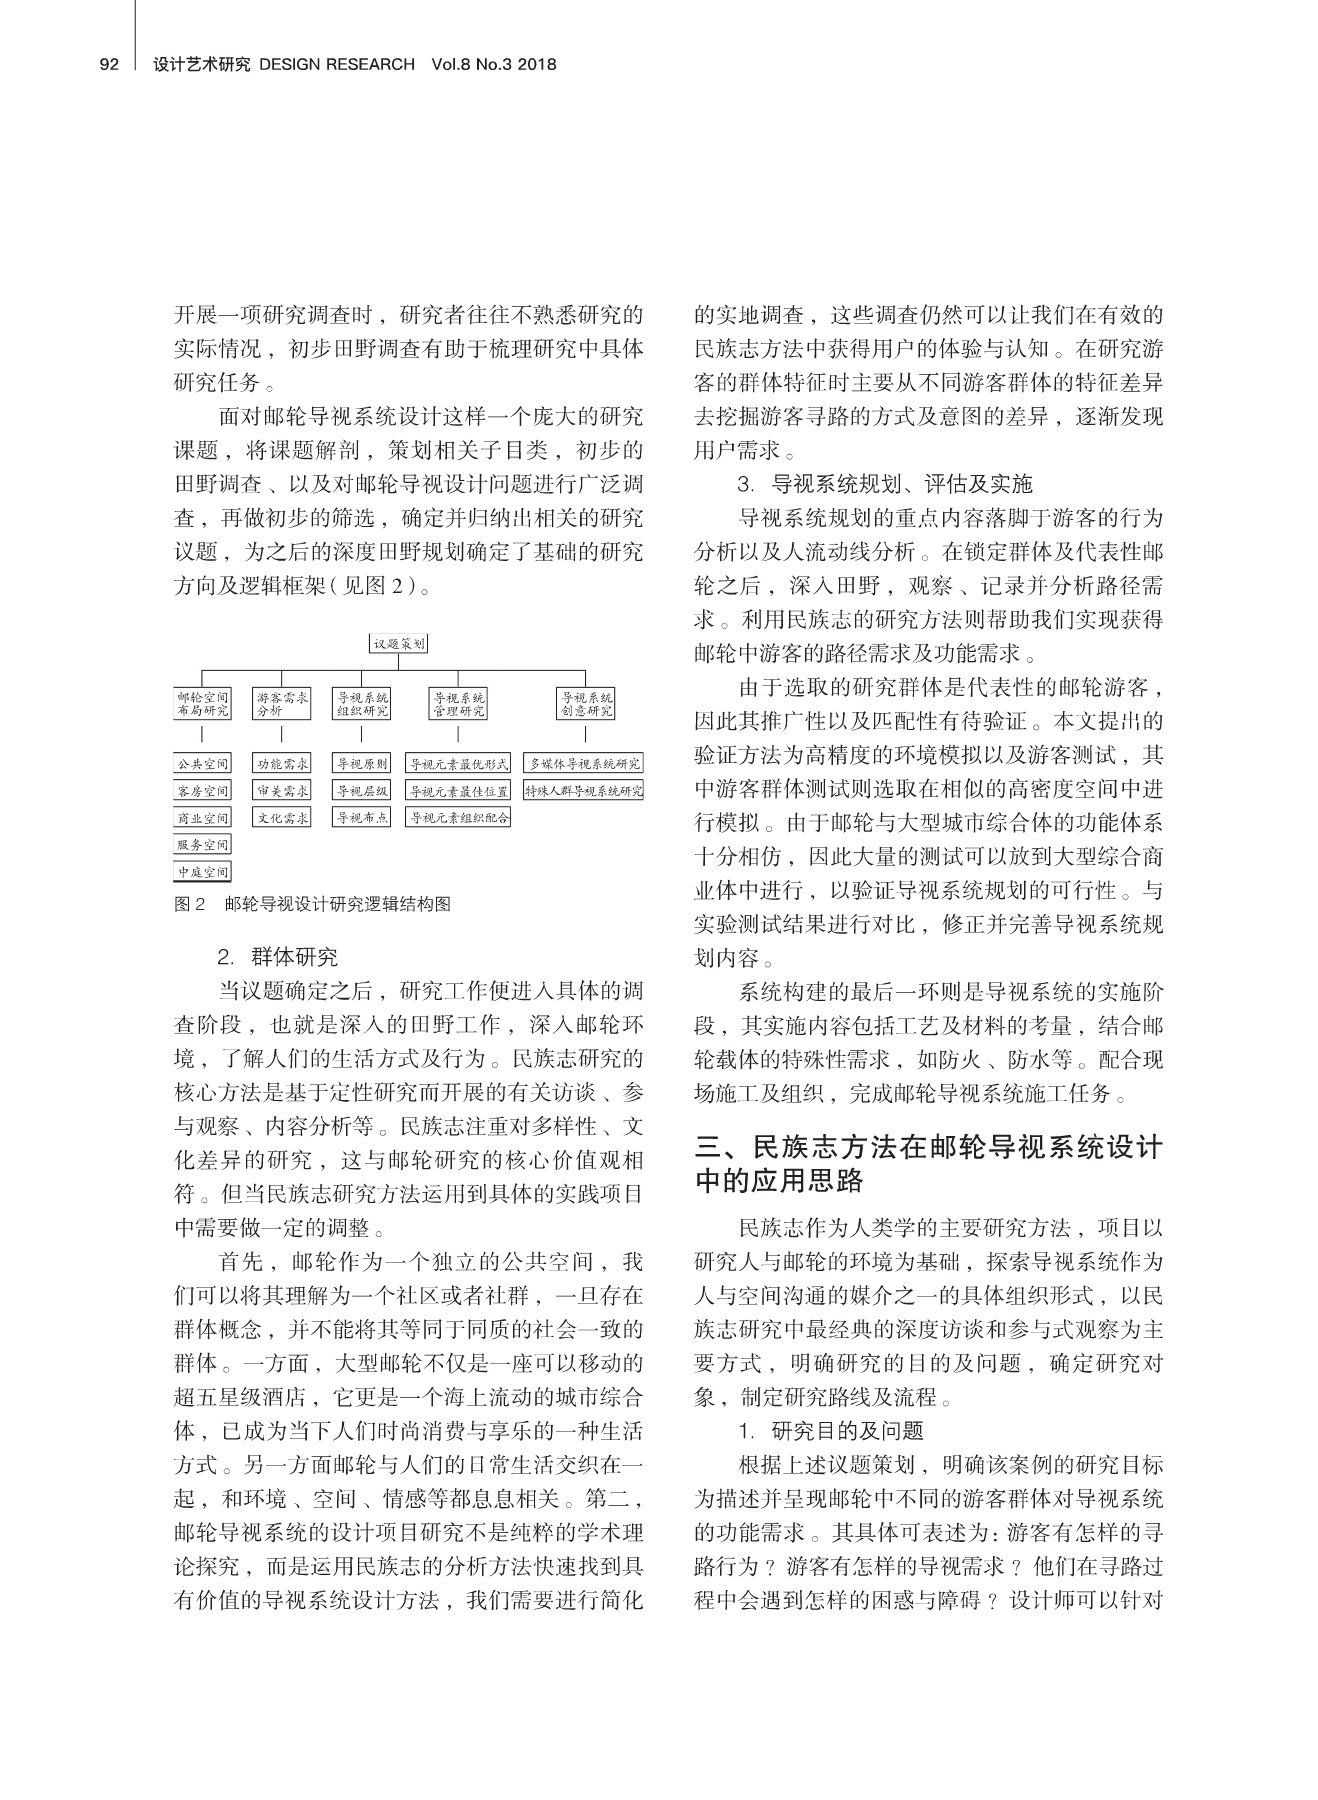 92 设计艺术研究 DESIGN RESEARCH Vol.8 No.3 2018
开展一项研究调查时，研究者往往不熟悉研究的
实际情况，初步田野调查有助于梳理研究中具体
研究任务。
面对邮轮导视系统设计这样一个庞大的研究
课题，将课题解剖，策划相关子目类，初步的
田野调查、以及对邮轮导视设计问题进行广泛调
查，再做初步的筛选，确定并归纳出相关的研究
议题，为之后的深度田野规划确定了基础的研究
方向及逻辑框架（见图 2）。
议题策划
邮轮空间
布局研究
公共空间
客房空间
商业空间
服务空间
中庭空间
游客需求
分析
功能需求
审美需求
文化需求
导视系统
组织研究
导视原则
导视层级
导视布点
导视系统
管理研究
导视元素最优形式
导视元素最佳位置
导视元素组织配合
导视系统
创意研究
多媒体导视系统研究
特殊人群导视系统研究
图 2 邮轮导视设计研究逻辑结构图
2. 群体研究
当议题确定之后，研究工作便进入具体的调
查阶段，也就是深入的田野工作，深入邮轮环
境，了解人们的生活方式及行为。民族志研究的
核心方法是基于定性研究而开展的有关访谈、参
与观察、内容分析等。民族志注重对多样性、文
化差异的研究，这与邮轮研究的核心价值观相
符。但当民族志研究方法运用到具体的实践项目
中需要做一定的调整。
首先，邮轮作为一个独立的公共空间，我
们可以将其理解为一个社区或者社群，一旦存在
群体概念，并不能将其等同于同质的社会一致的
群体。一方面，大型邮轮不仅是一座可以移动的
超五星级酒店，它更是一个海上流动的城市综合
体，已成为当下人们时尚消费与享乐的一种生活
方式。另一方面邮轮与人们的日常生活交织在一
起，和环境、空间、情感等都息息相关。第二，
邮轮导视系统的设计项目研究不是纯粹的学术理
论探究，而是运用民族志的分析方法快速找到具
有价值的导视系统设计方法，我们需要进行简化
的实地调查，这些调查仍然可以让我们在有效的
民族志方法中获得用户的体验与认知。在研究游
客的群体特征时主要从不同游客群体的特征差异
去挖掘游客寻路的方式及意图的差异，逐渐发现
用户需求。
3. 导视系统规划、评估及实施
导视系统规划的重点内容落脚于游客的行为
分析以及人流动线分析。在锁定群体及代表性邮
轮之后，深入田野，观察、记录并分析路径需
求。利用民族志的研究方法则帮助我们实现获得
邮轮中游客的路径需求及功能需求。
由于选取的研究群体是代表性的邮轮游客，
因此其推广性以及匹配性有待验证。本文提出的
验证方法为高精度的环境模拟以及游客测试，其
中游客群体测试则选取在相似的高密度空间中进
行模拟。由于邮轮与大型城市综合体的功能体系
十分相仿，因此大量的测试可以放到大型综合商
业体中进行，以验证导视系统规划的可行性。与
实验测试结果进行对比，修正并完善导视系统规
划内容。
系统构建的最后一环则是导视系统的实施阶
段，其实施内容包括工艺及材料的考量，结合邮
轮载体的特殊性需求，如防火、防水等。配合现
场施工及组织，完成邮轮导视系统施工任务。
三、民族志方法在邮轮导视系统设计
中的应用思路
民族志作为人类学的主要研究方法，项目以
研究人与邮轮的环境为基础，探索导视系统作为
人与空间沟通的媒介之一的具体组织形式，以民
族志研究中最经典的深度访谈和参与式观察为主
要方式，明确研究的目的及问题，确定研究对
象，制定研究路线及流程。
1. 研究目的及问题
根据上述议题策划，明确该案例的研究目标
为描述并呈现邮轮中不同的游客群体对导视系统
的功能需求。其具体可表述为：游客有怎样的寻
路行为？游客有怎样的导视需求？他们在寻路过
程中会遇到怎样的困惑与障碍？设计师可以针对